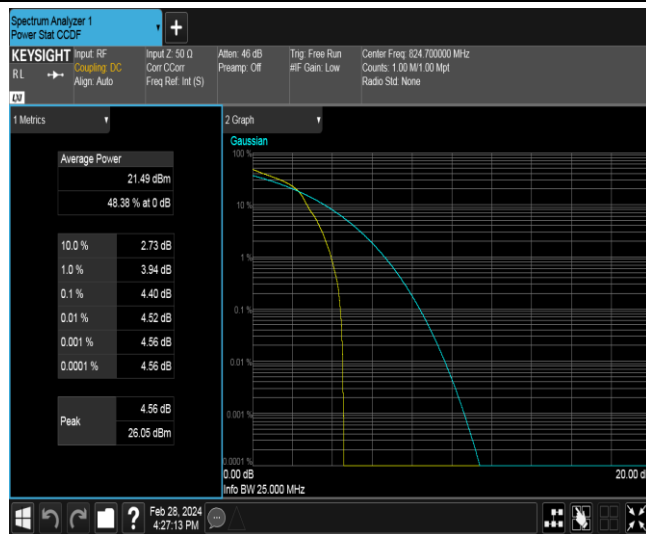 Spectrum Analyzer 1
Power Stat CCDF
+
KEYSIGHT
RL
Input: RF
Coupling: DC
Align: Auto
Input Z: 50 Ω
Corr CCorr
Freq Ref: Int (S)
Atten: 46 dB
Preamp: Off
Trig: Free Run
#IF Gain: Low
Center Freq: 824.700000 MHz
Counts: 1.00 M/1.00 Mpt
Radio Std: None
LXI
1 Metrics
Average Power
21.49 dBm
48.38 % at 0 dB
10.0 % 2.73 dB
1.0 % 3.94 dB
0.1 % 4.40 dB
0.01 % 4.52 dB
0.001 % 4.56 dB
0.0001 % 4.56 dB
Peak
4.56 dB
26.05 dBm
2 Graph
Gaussian
100 %
10 %
1 %
0.1 %
0.01 %
0.001 %
0.0001 %
0.00 dB
20.00 d
Info BW 25.000 MHz
?
Feb 28, 2024
4:27:13 PM